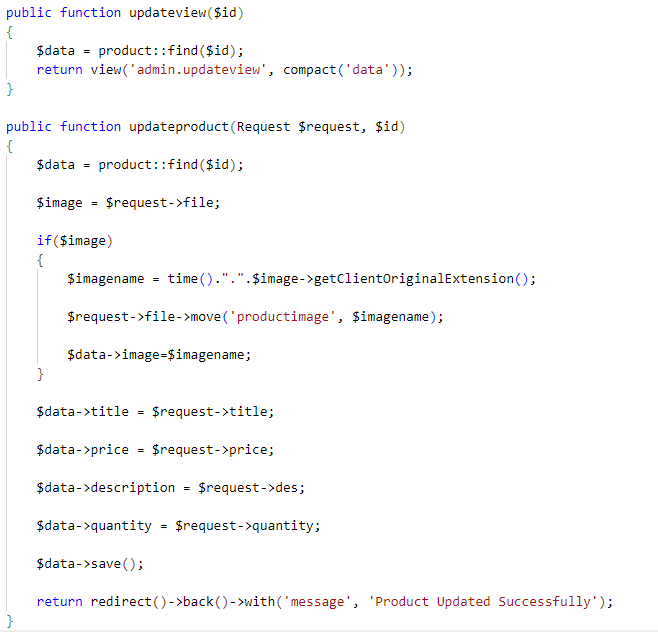 public function updateview($id)
{
    $data = product::find($id);
    return view('admin.updateview', compact('data'));
}
public function updateproduct(Request $request, $id)
{
    $data = product::find($id);
    $image = $request->file;
    if($image)
    {
        $imagename = time().".".$image->getClientOriginalExtension();
        $request->file->move('productimage', $imagename);
        $data->image=$imagename;
    }
    $data->title = $request->title;
    $data->price = $request->price;
    $data->description = $request->des;
    $data->quantity = $request->quantity;
    $data->save();
    return redirect()->back()->with('message', 'Product Updated Successfully');
}